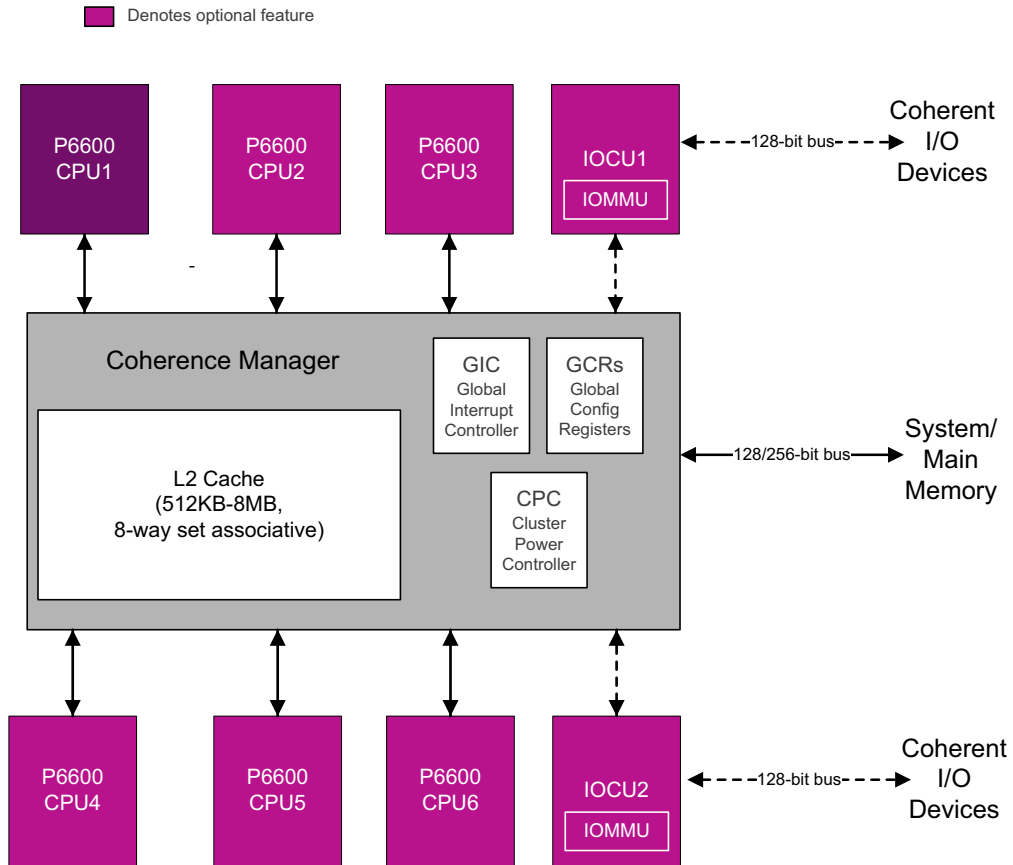 Denotes optional feature
P6600
CPU1
P6600
CPU2
P6600
CPU3
IOCU1
IOMMU
128-bit bus
Coherent
I/O
Devices
-
Coherence Manager
GIC
Global
Interrupt
Controller
GCRs
Global
Config
Registers
L2 Cache
(512KB-8MB,
8-way set associative)
CPC
Cluster
Power
Controller
128/256-bit bus
System/
Main
Memory
P6600
CPU4
P6600
CPU5
P6600
CPU6
IOCU2
IOMMU
128-bit bus
Coherent
I/O
Devices